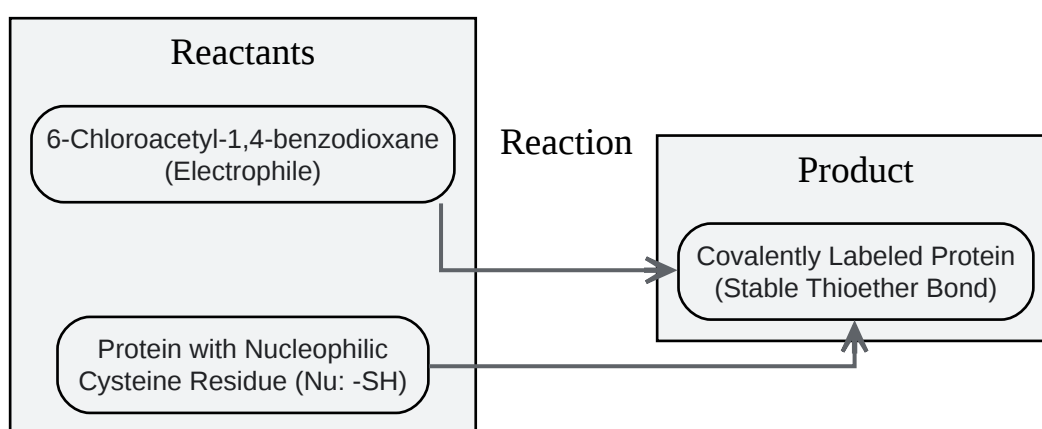 Reactants
6-Chloroacetyl-1,4-benzodioxane
(Electrophile)
Protein with Nucleophilic
Cysteine Residue (Nu: -SH)
Reaction
Product
Covalently Labeled Protein
(Stable Thioether Bond)